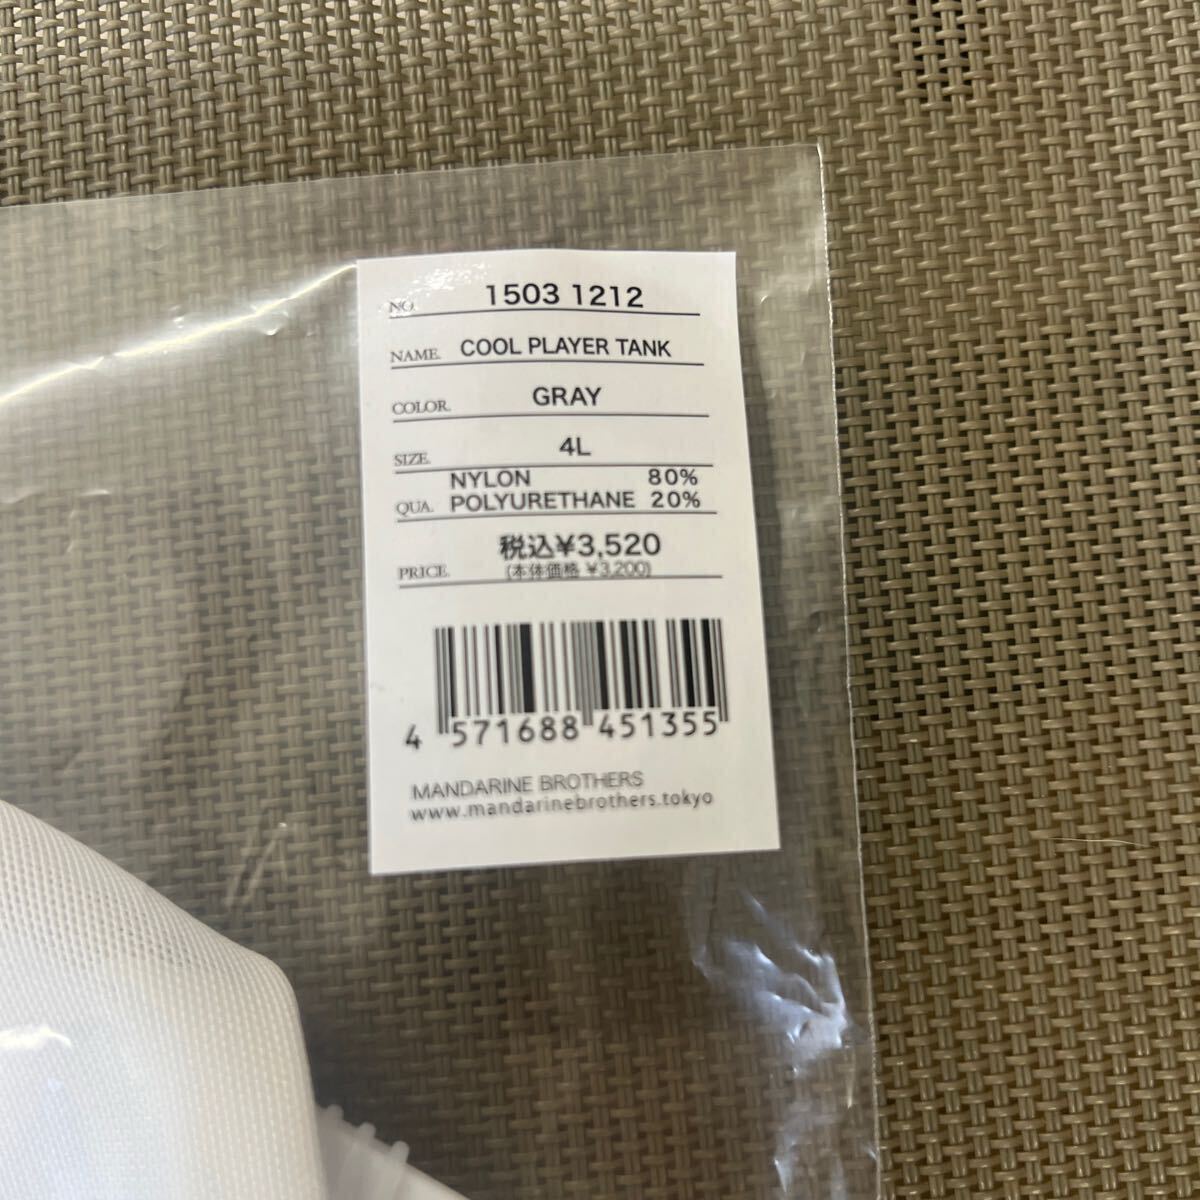 NO. 1503 1212
NAME. COOL PLAYER TANK
COLOR. GRAY
SIZE. 4L
NYLON 80%
QUA. POLYURETHANE 20%
税込¥3,520
PRICE. (本体価格 ¥3,200)
4 571688 451355
MANDARINE BROTHERS
www.mandarinebrothers.tokyo